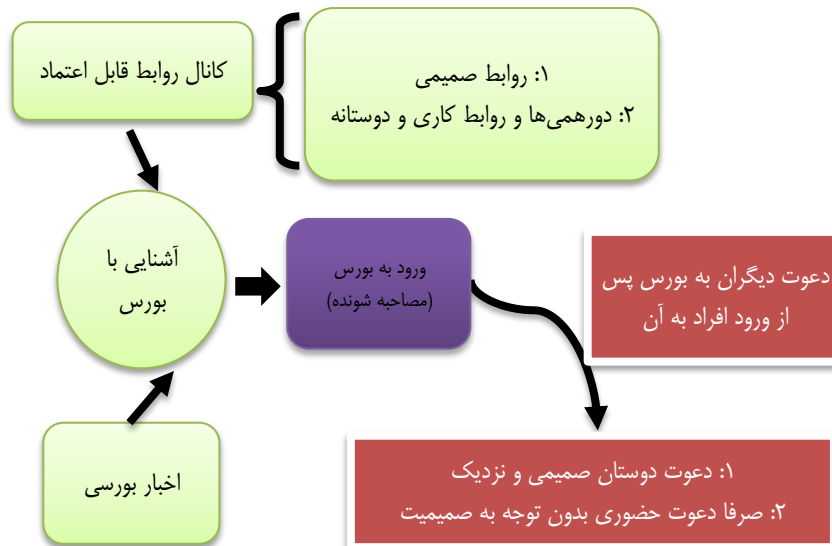 کانال روابط قابل اعتماد
۱: روابط صمیمی
۲: دورهمی‌ها و روابط کاری و دوستانه
آشنایی با
بورس
ورود به بورس
(مصاحبه شونده)
دعوت دیگران به بورس پس
از ورود افراد به آن
اخبار بورسی
۱: دعوت دوستان صمیمی و نزدیک
۲: صرفا دعوت حضوری بدون توجه به صمیمیت